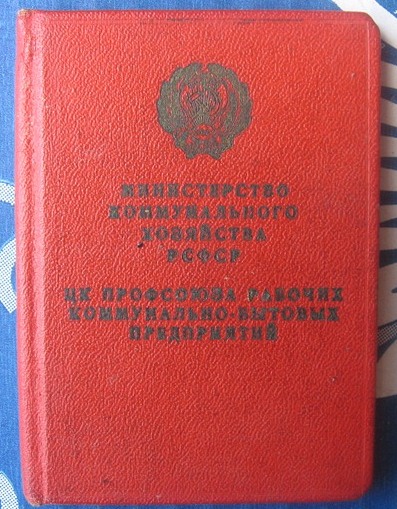 МИНИСТЕРСТВО
КОММУНАЛЬНОГО
ХОЗЯЙСТВА
РСФСР
ЦК ПРОФСОЮЗА РАБОЧИХ
КОММУНАЛЬНО-БЫТОВЫХ
ПРЕДПРИЯТИЙ